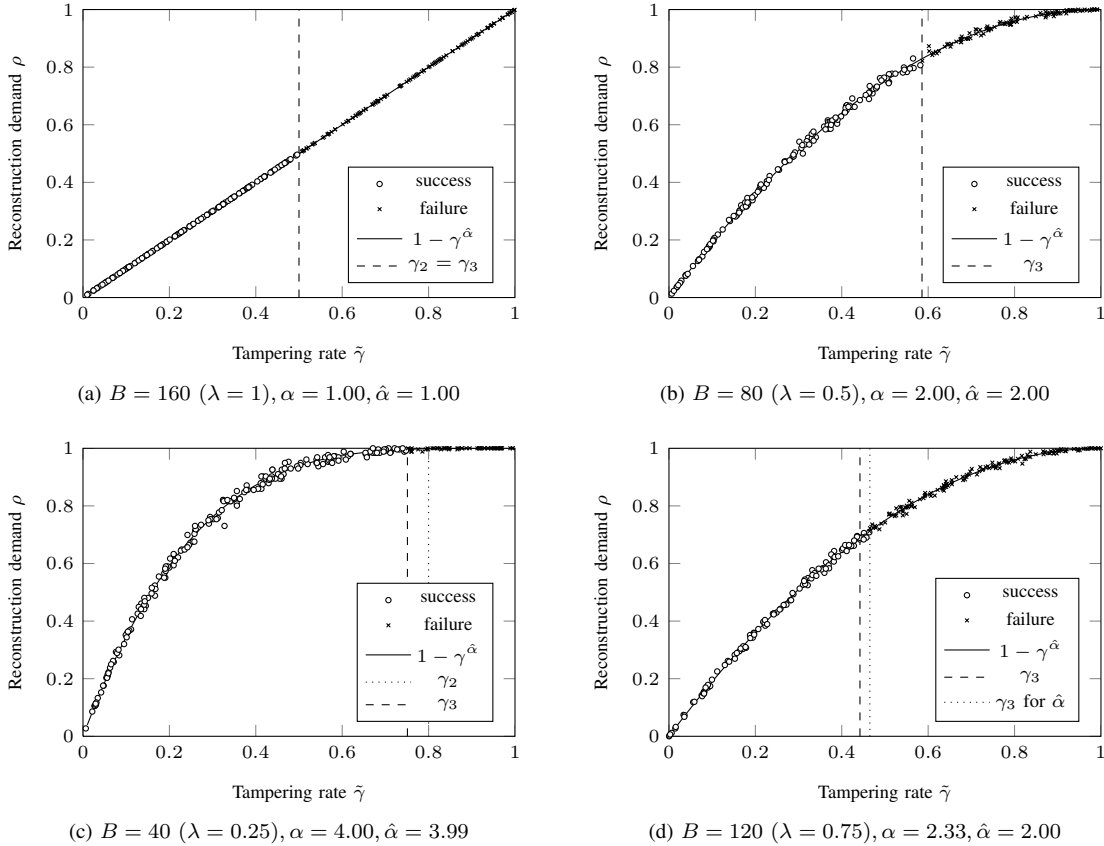 0
0.2
0.4
0.6
0.8
1
0
0.2
0.4
0.6
0.8
1
Tampering rate γ̃
Reconstruction demand ρ
success
failure
1 − γ^α̂
γ₂ = γ₃
(a) B = 160 (λ = 1), α = 1.00, α̂ = 1.00
0
0.2
0.4
0.6
0.8
1
0
0.2
0.4
0.6
0.8
1
Tampering rate γ̃
Reconstruction demand ρ
success
failure
1 − γ^α̂
γ₃
(b) B = 80 (λ = 0.5), α = 2.00, α̂ = 2.00
0
0.2
0.4
0.6
0.8
1
0
0.2
0.4
0.6
0.8
1
Tampering rate γ̃
Reconstruction demand ρ
success
failure
1 − γ^α̂
γ₂
γ₃
(c) B = 40 (λ = 0.25), α = 4.00, α̂ = 3.99
0
0.2
0.4
0.6
0.8
1
0
0.2
0.4
0.6
0.8
1
Tampering rate γ̃
Reconstruction demand ρ
success
failure
1 − γ^α̂
γ₃
γ₃ for α̂
(d) B = 120 (λ = 0.75), α = 2.33, α̂ = 2.00